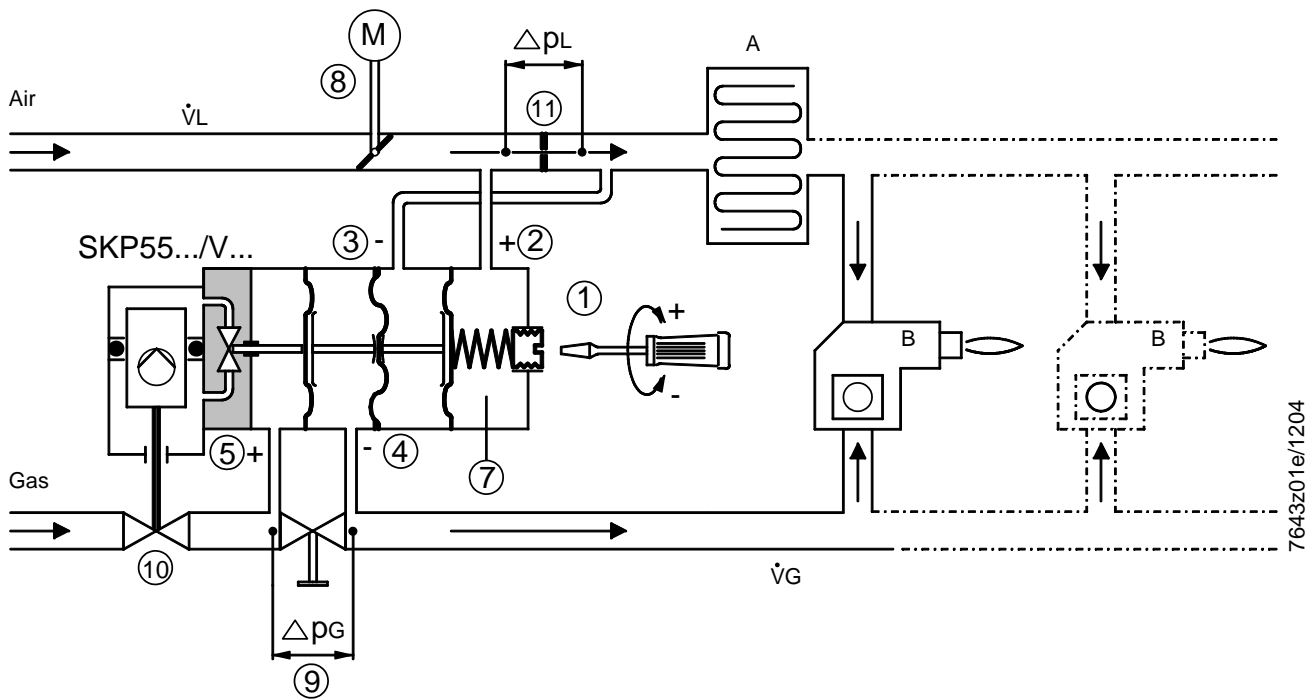 M
△pL
A
⑧
Air
V̇L
⑪
③ -
+ ②
SKP55.../V...
①
+
-
B
B
⑤ +
- ④
⑦
Gas
⑩
V̇G
△pG
⑨
7643z01e/1204